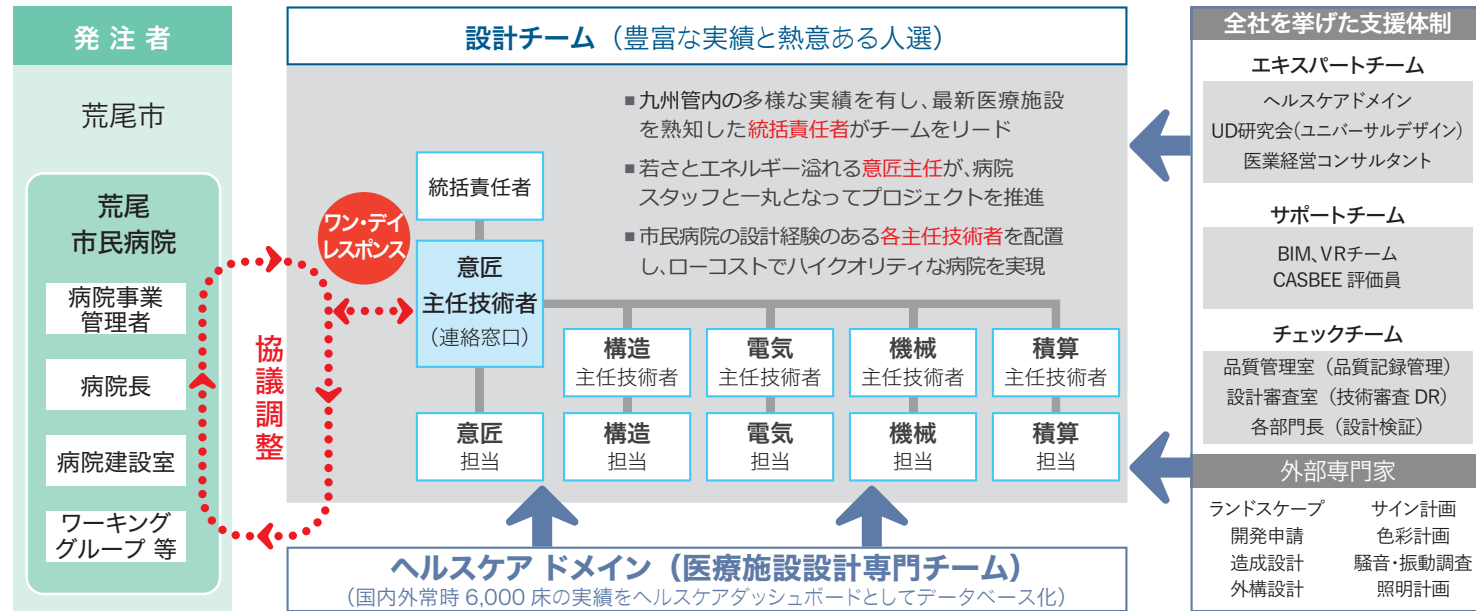 発注者
荒尾市
荒尾
市民病院
病院事業
管理者
病院長
病院建設室
ワーキング
グループ 等
協議調整
ワン・デイ
レスポンス
設計チーム（豊富な実績と熱意ある人選）
■九州管内の多様な実績を有し、最新医療施設
を熟知した統括責任者がチームをリード
■若さとエネルギー溢れる意匠主任が、病院
スタッフと一丸となってプロジェクトを推進
■市民病院の設計経験のある各主任技術者を配置
し、ローコストでハイクオリティな病院を実現
統括責任者
意匠
主任技術者
（連絡窓口）
構造
主任技術者
電気
主任技術者
機械
主任技術者
積算
主任技術者
意匠
担当
構造
担当
電気
担当
機械
担当
積算
担当
ヘルスケア ドメイン（医療施設設計専門チーム）
（国内外常時 6,000 床の実績をヘルスケアダッシュボードとしてデータベース化）
全社を挙げた支援体制
エキスパートチーム
ヘルスケアドメイン
UD研究会（ユニバーサルデザイン）
医業経営コンサルタント
サポートチーム
BIM、VRチーム
CASBEE 評価員
チェックチーム
品質管理室（品質記録管理）
設計審査室（技術審査 DR）
各部門長（設計検証）
外部専門家
ランドスケープ サイン計画
開発申請 色彩計画
造成設計 騒音・振動調査
外構設計 照明計画